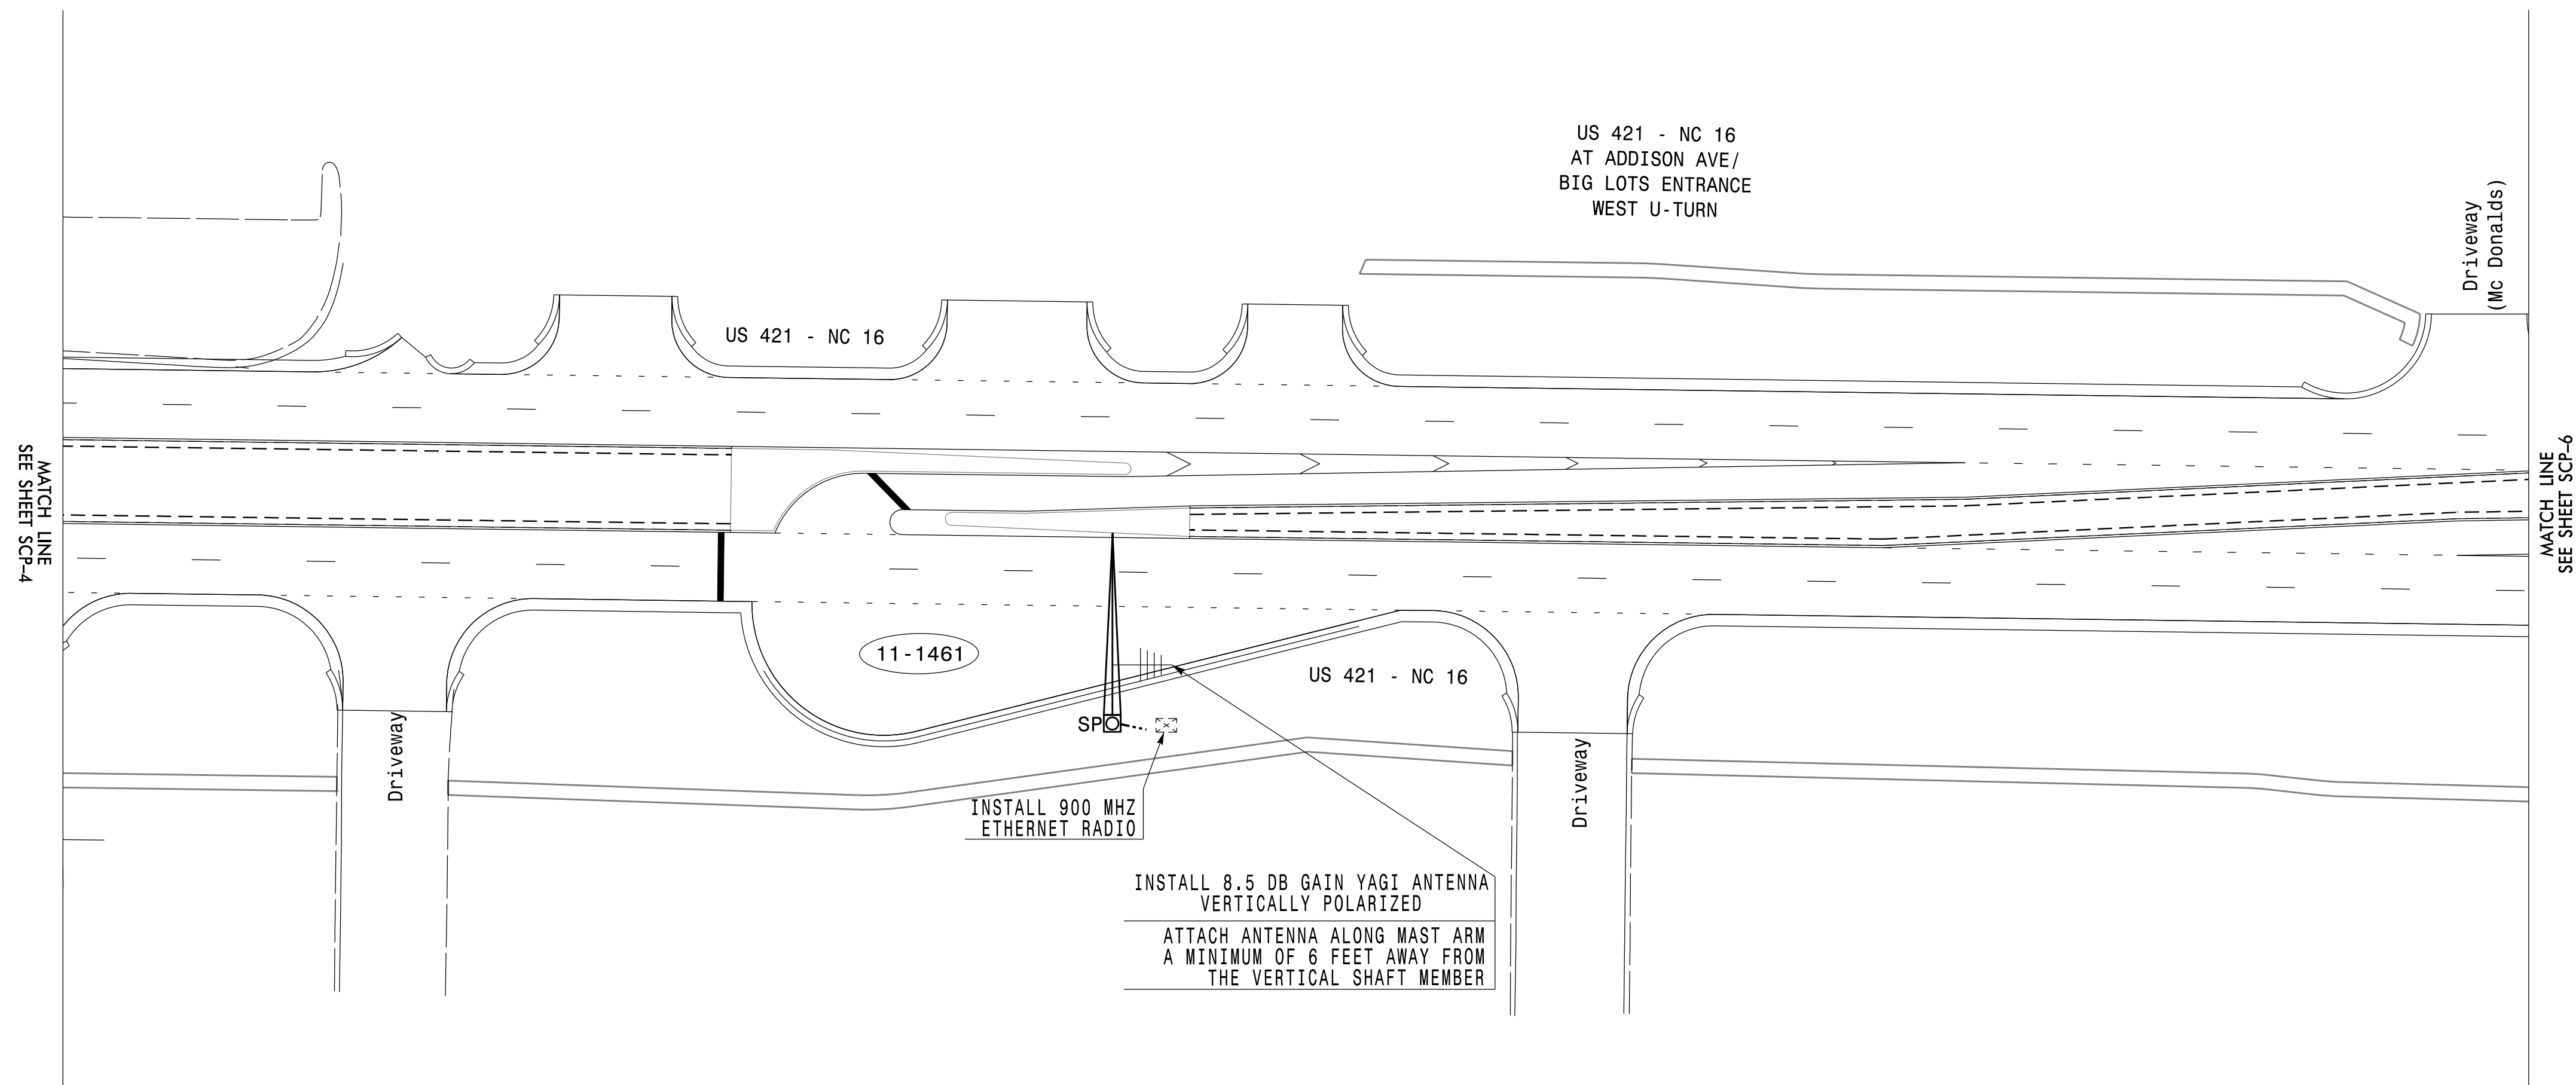 US 421 - NC 16
AT ADDISON AVE/
BIG LOTS ENTRANCE
WEST U-TURN
Driveway
(Mc Donalds)
US 421 - NC 16
MATCH LINE
SEE SHEET SCP-4
MATCH LINE
SEE SHEET SCP-6
11-1461
US 421 - NC 16
SP
Driveway
Driveway
INSTALL 900 MHZ
ETHERNET RADIO
INSTALL 8.5 DB GAIN YAGI ANTENNA
VERTICALLY POLARIZED
ATTACH ANTENNA ALONG MAST ARM
A MINIMUM OF 6 FEET AWAY FROM
THE VERTICAL SHAFT MEMBER